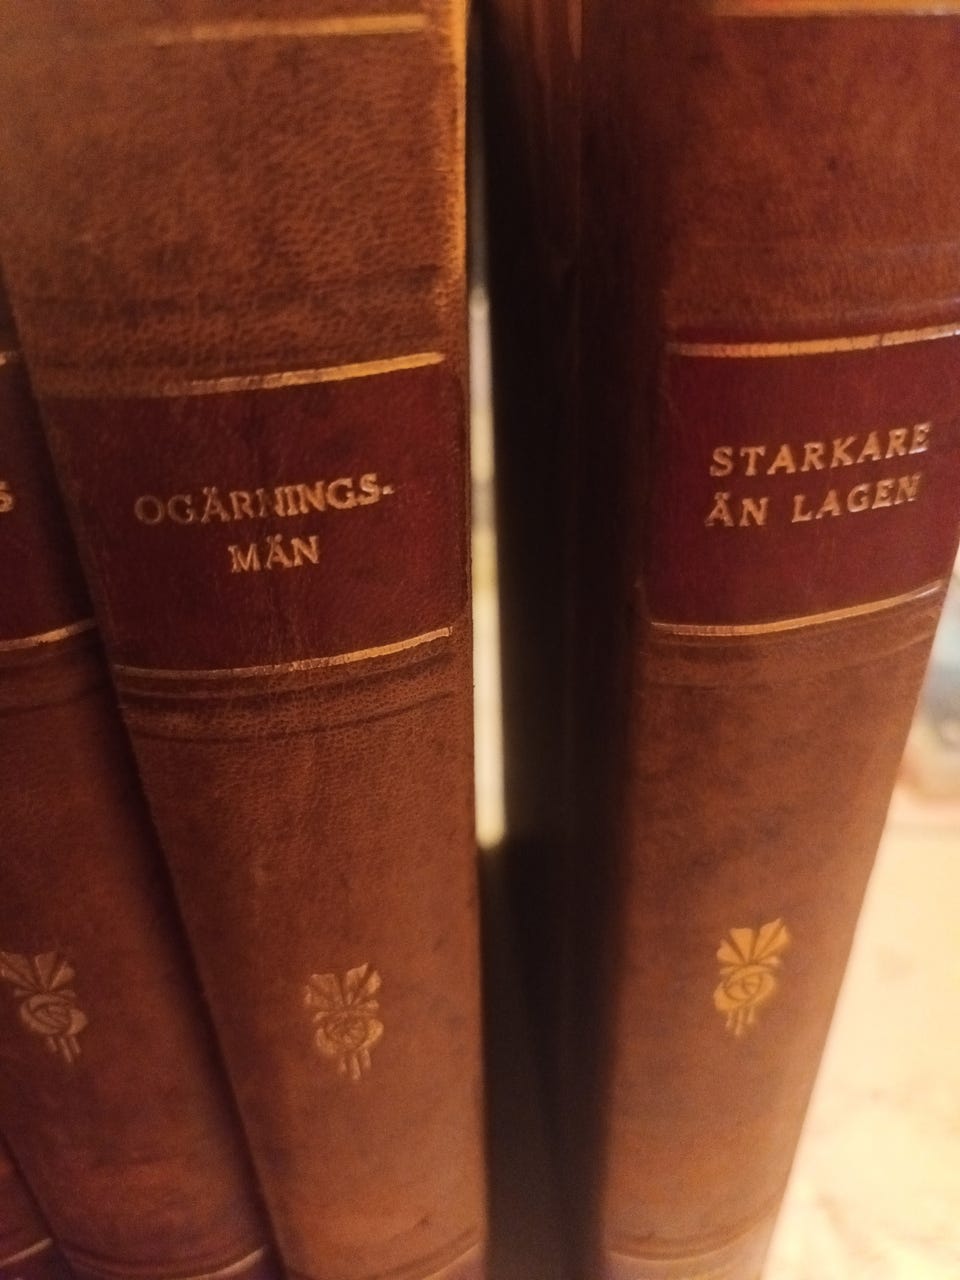 S
OGÄRNINGS-
MÄN
STARKARE
ÄN LAGEN